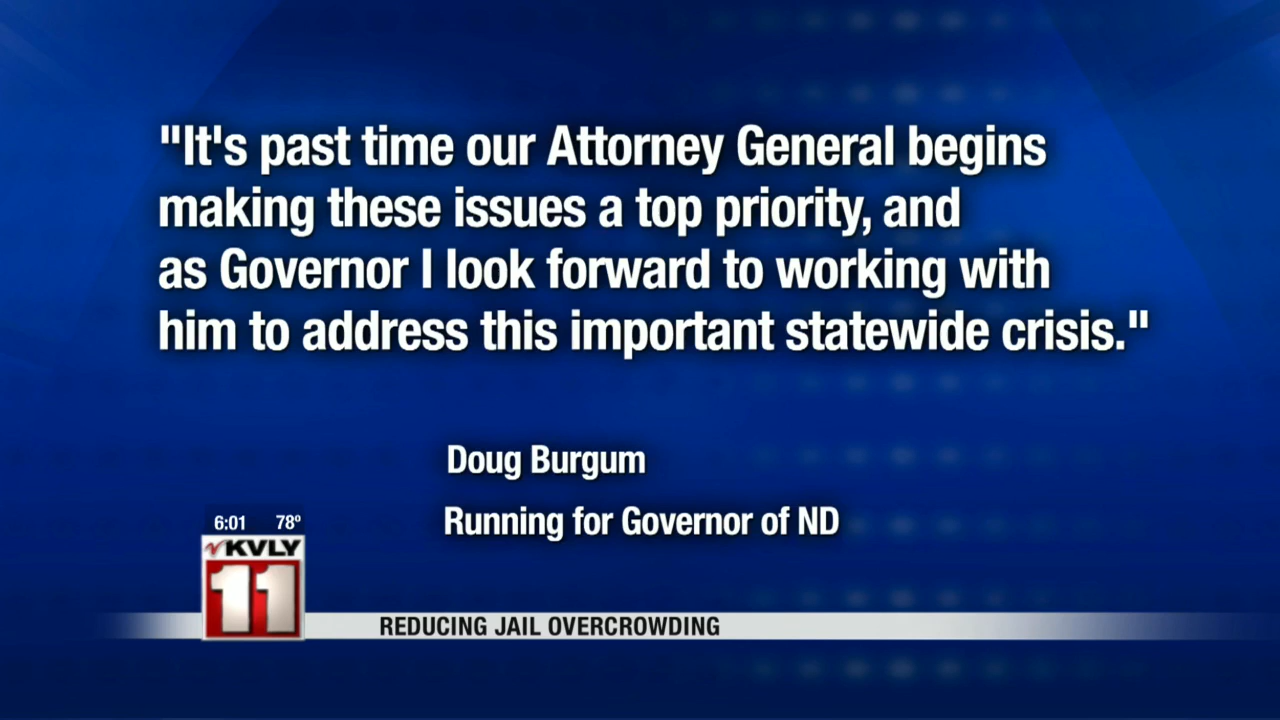 "It's past time our Attorney General begins
making these issues a top priority, and
as Governor I look forward to working with
him to address this important statewide crisis."
Doug Burgum
Running for Governor of ND
6:01 78º
KVLY
11
REDUCING JAIL OVERCROWDING